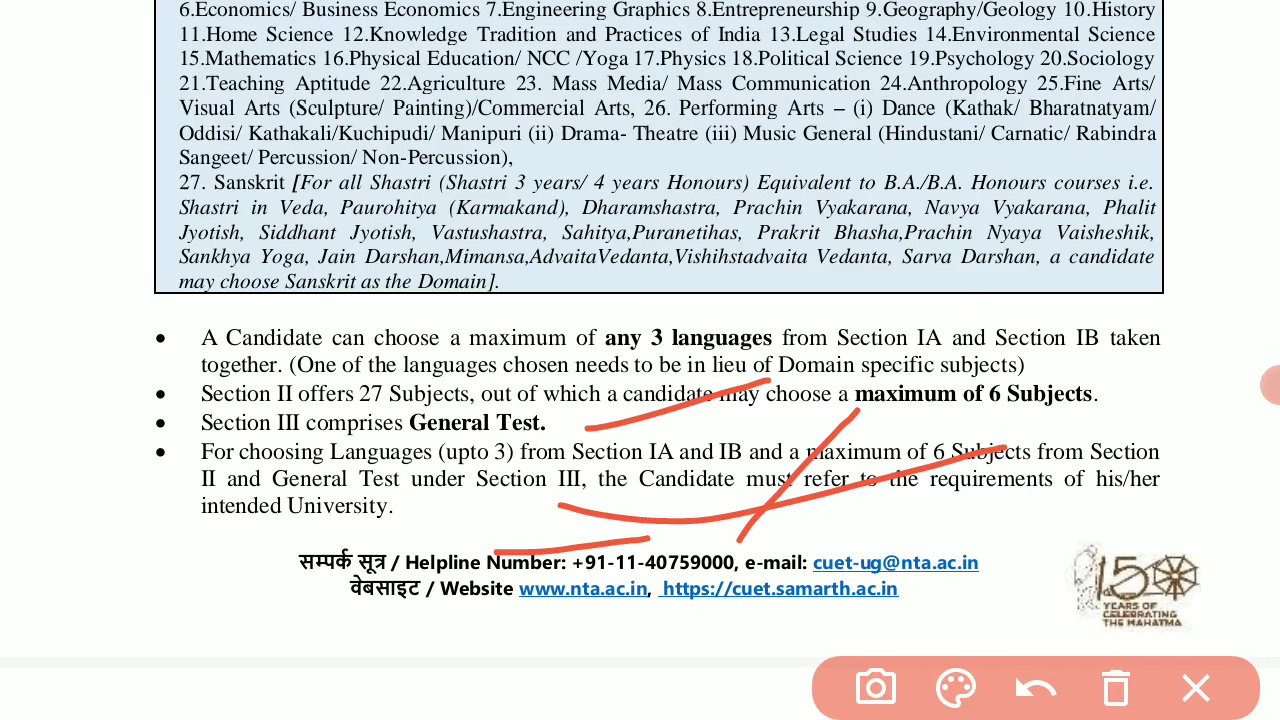 6.Economics/ Business Economics 7.Engineering Graphics 8.Entrepreneurship 9.Geography/Geology 10.History
11.Home Science 12.Knowledge Tradition and Practices of India 13.Legal Studies 14.Environmental Science
15.Mathematics 16.Physical Education/ NCC /Yoga 17.Physics 18.Political Science 19.Psychology 20.Sociology
21.Teaching Aptitude 22.Agriculture 23. Mass Media/ Mass Communication 24.Anthropology 25.Fine Arts/
Visual Arts (Sculpture/ Painting)/Commercial Arts, 26. Performing Arts – (i) Dance (Kathak/ Bharatnatyam/
Oddisi/ Kathakali/Kuchipudi/ Manipuri (ii) Drama- Theatre (iii) Music General (Hindustani/ Carnatic/ Rabindra
Sangeet/ Percussion/ Non-Percussion),
27. Sanskrit [For all Shastri (Shastri 3 years/ 4 years Honours) Equivalent to B.A./B.A. Honours courses i.e.
Shastri in Veda, Paurohitya (Karmakand), Dharamshastra, Prachin Vyakarana, Navya Vyakarana, Phalit
Jyotish, Siddhant Jyotish, Vastushastra, Sahitya,Puranetihas, Prakrit Bhasha,Prachin Nyaya Vaisheshik,
Sankhya Yoga, Jain Darshan,Mimansa,AdvaitaVedanta,Vishihstadvaita Vedanta, Sarva Darshan, a candidate
may choose Sanskrit as the Domain].
• A Candidate can choose a maximum of any 3 languages from Section IA and Section IB taken
together. (One of the languages chosen needs to be in lieu of Domain specific subjects)
• Section II offers 27 Subjects, out of which a candidate may choose a maximum of 6 Subjects.
• Section III comprises General Test.
• For choosing Languages (upto 3) from Section IA and IB and a maximum of 6 Subjects from Section
II and General Test under Section III, the Candidate must refer to the requirements of his/her
intended University.
सम्पर्क सूत्र / Helpline Number: +91-11-40759000, e-mail: cuet-ug@nta.ac.in
वेबसाइट / Website www.nta.ac.in, https://cuet.samarth.ac.in
150
YEARS OF
CELEBRATING
THE MAHATMA